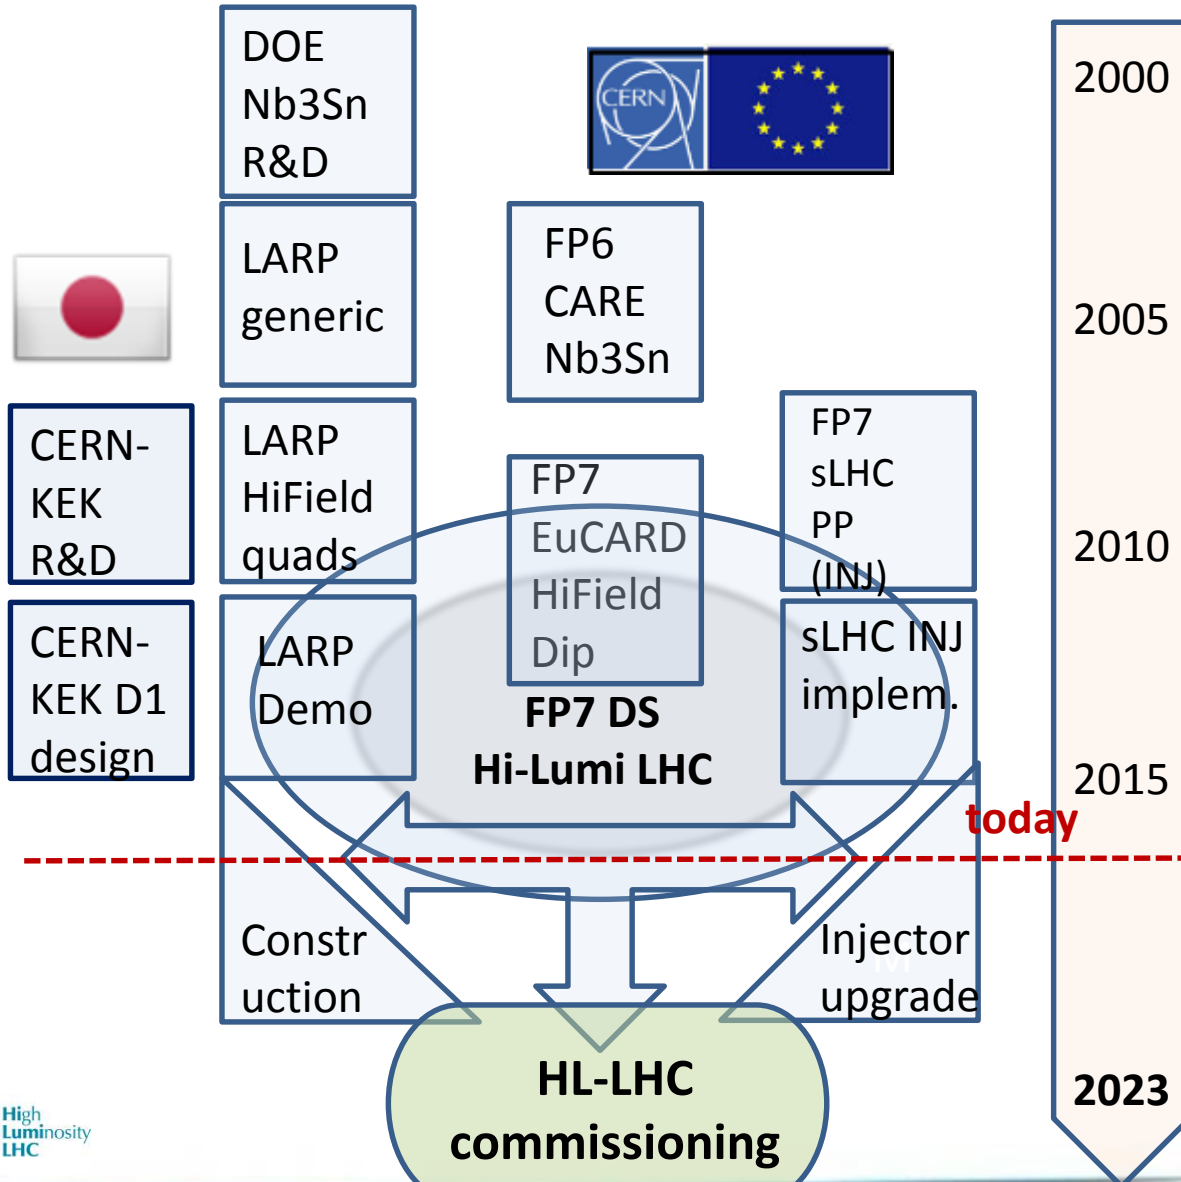 DOE
Nb3Sn
R&D
CERN
2000
LARP
generic
FP6
CARE
Nb3Sn
2005
CERN-
KEK
R&D
LARP
HiField
quads
FP7
EuCARD
HiField
Dip
FP7
sLHC
PP
(INJ)
2010
CERN-
KEK D1
design
LARP
Demo
FP7 DS
Hi-Lumi LHC
sLHC INJ
implem.
2015
today
Constr
uction
Injector
upgrade
HL-LHC
commissioning
2023
High
Luminosity
LHC